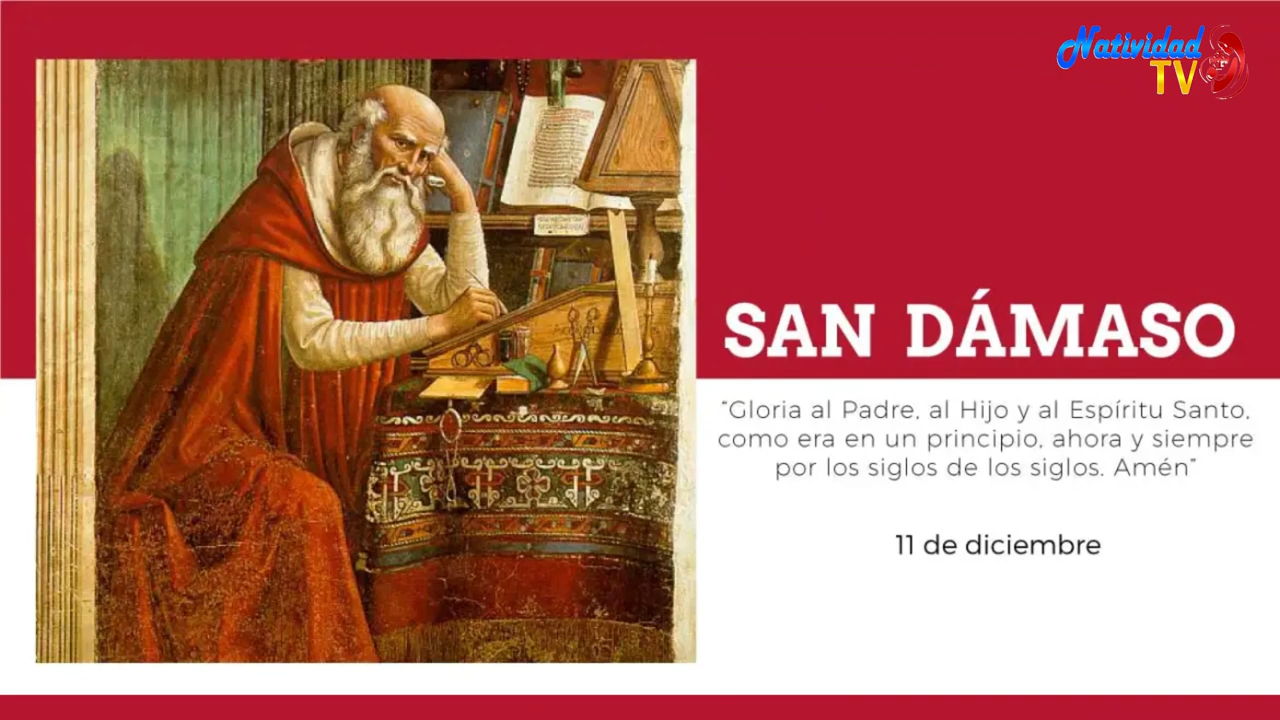 Natividad
TV
SAN DÁMASO
“Gloria al Padre, al Hijo y al Espíritu Santo,
como era en un principio, ahora y siempre
por los siglos de los siglos. Amén”
11 de diciembre